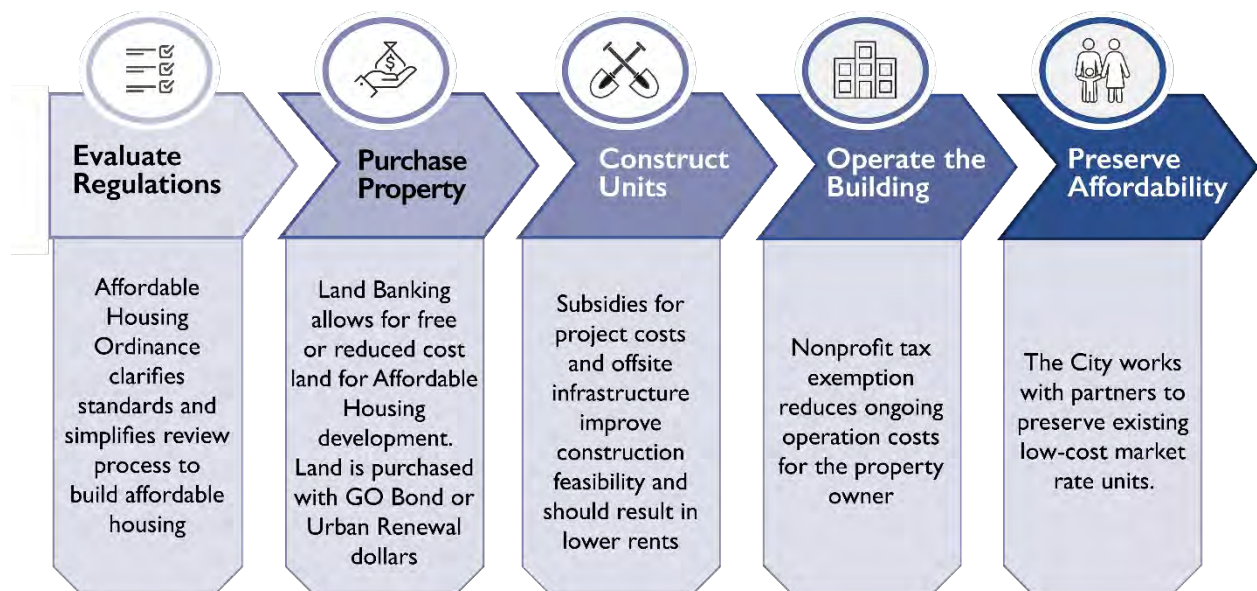 Evaluate
Regulations
Purchase
Property
Construct
Units
Operate the
Building
Preserve
Affordability
Affordable
Housing
Ordinance
clarifies
standards and
simplifies review
process to
build affordable
housing
Land Banking
allows for free
or reduced cost
land for Affordable
Housing
development.
Land is purchased
with GO Bond or
Urban Renewal
dollars
Subsidies for
project costs
and offsite
infrastructure
improve
construction
feasibility and
should result in
lower rents
Nonprofit tax
exemption
reduces ongoing
operation costs
for the property
owner
The City works
with partners to
preserve existing
low-cost market
rate units.